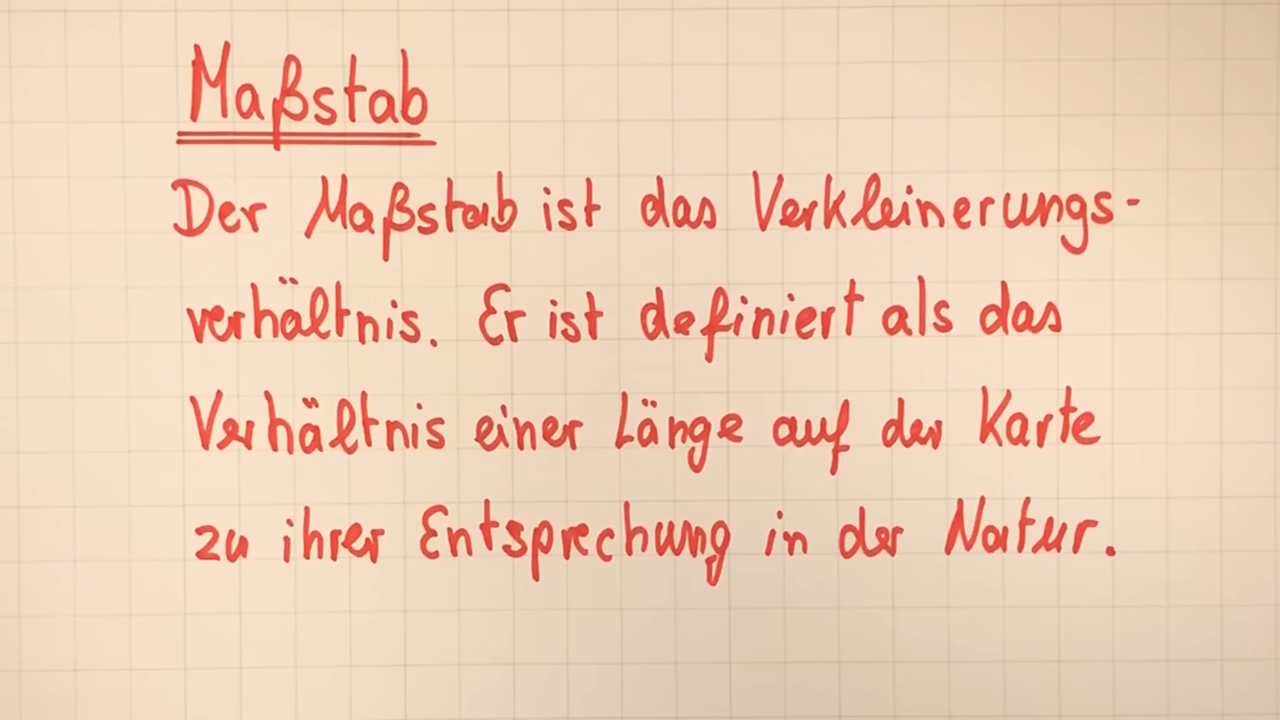 Maßstab
Der Maßstab ist das Verkleinerungs-
verhältnis. Er ist definiert als das
Verhältnis einer Länge auf der Karte
zu ihrer Entsprechung in der Natur.